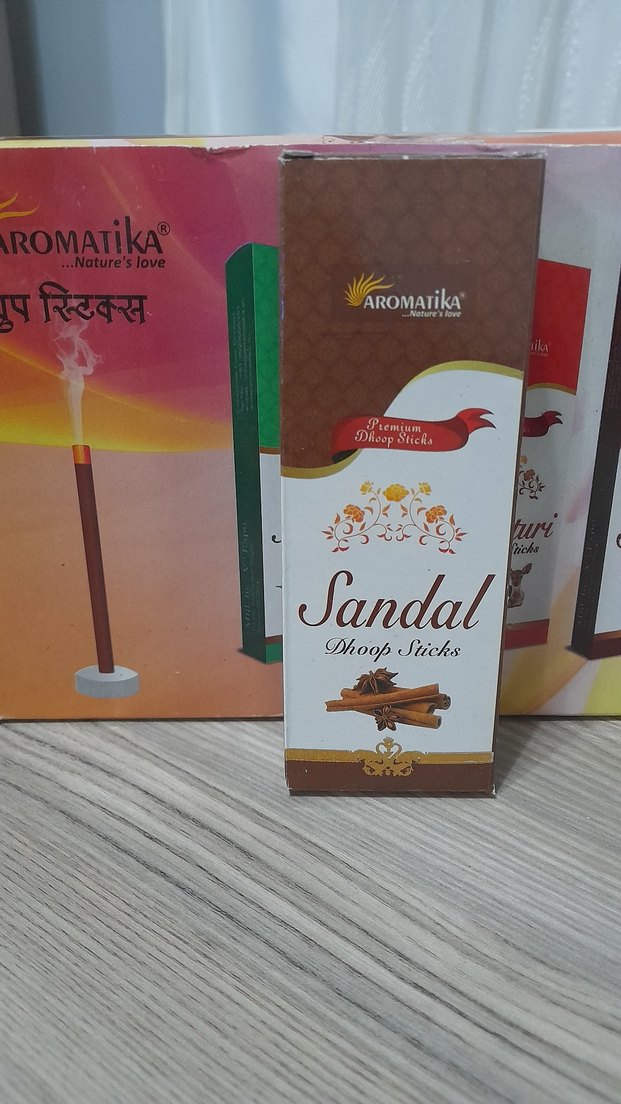 AROMATIKA®
...Nature's love
स्टिक्स
AROMATIKA®
...Nature's love
Premium
Dhoop Sticks
Sandal
Dhoop Sticks